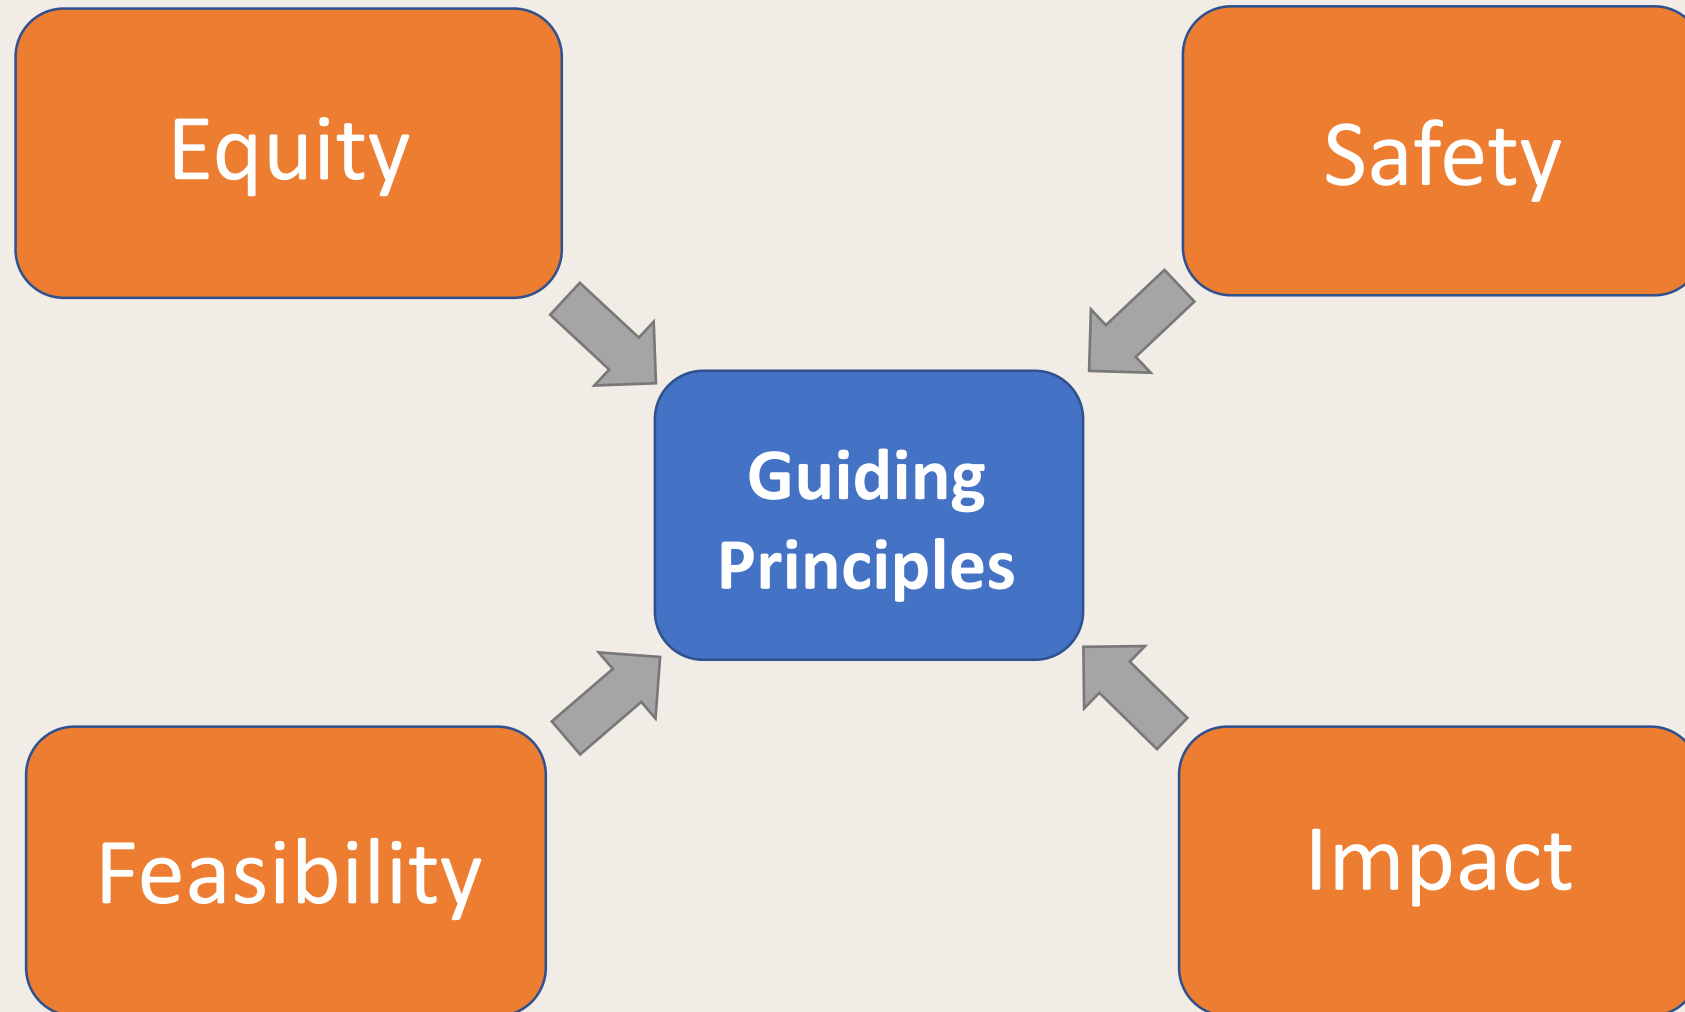 Equity
Safety
Guiding
Principles
Feasibility
Impact